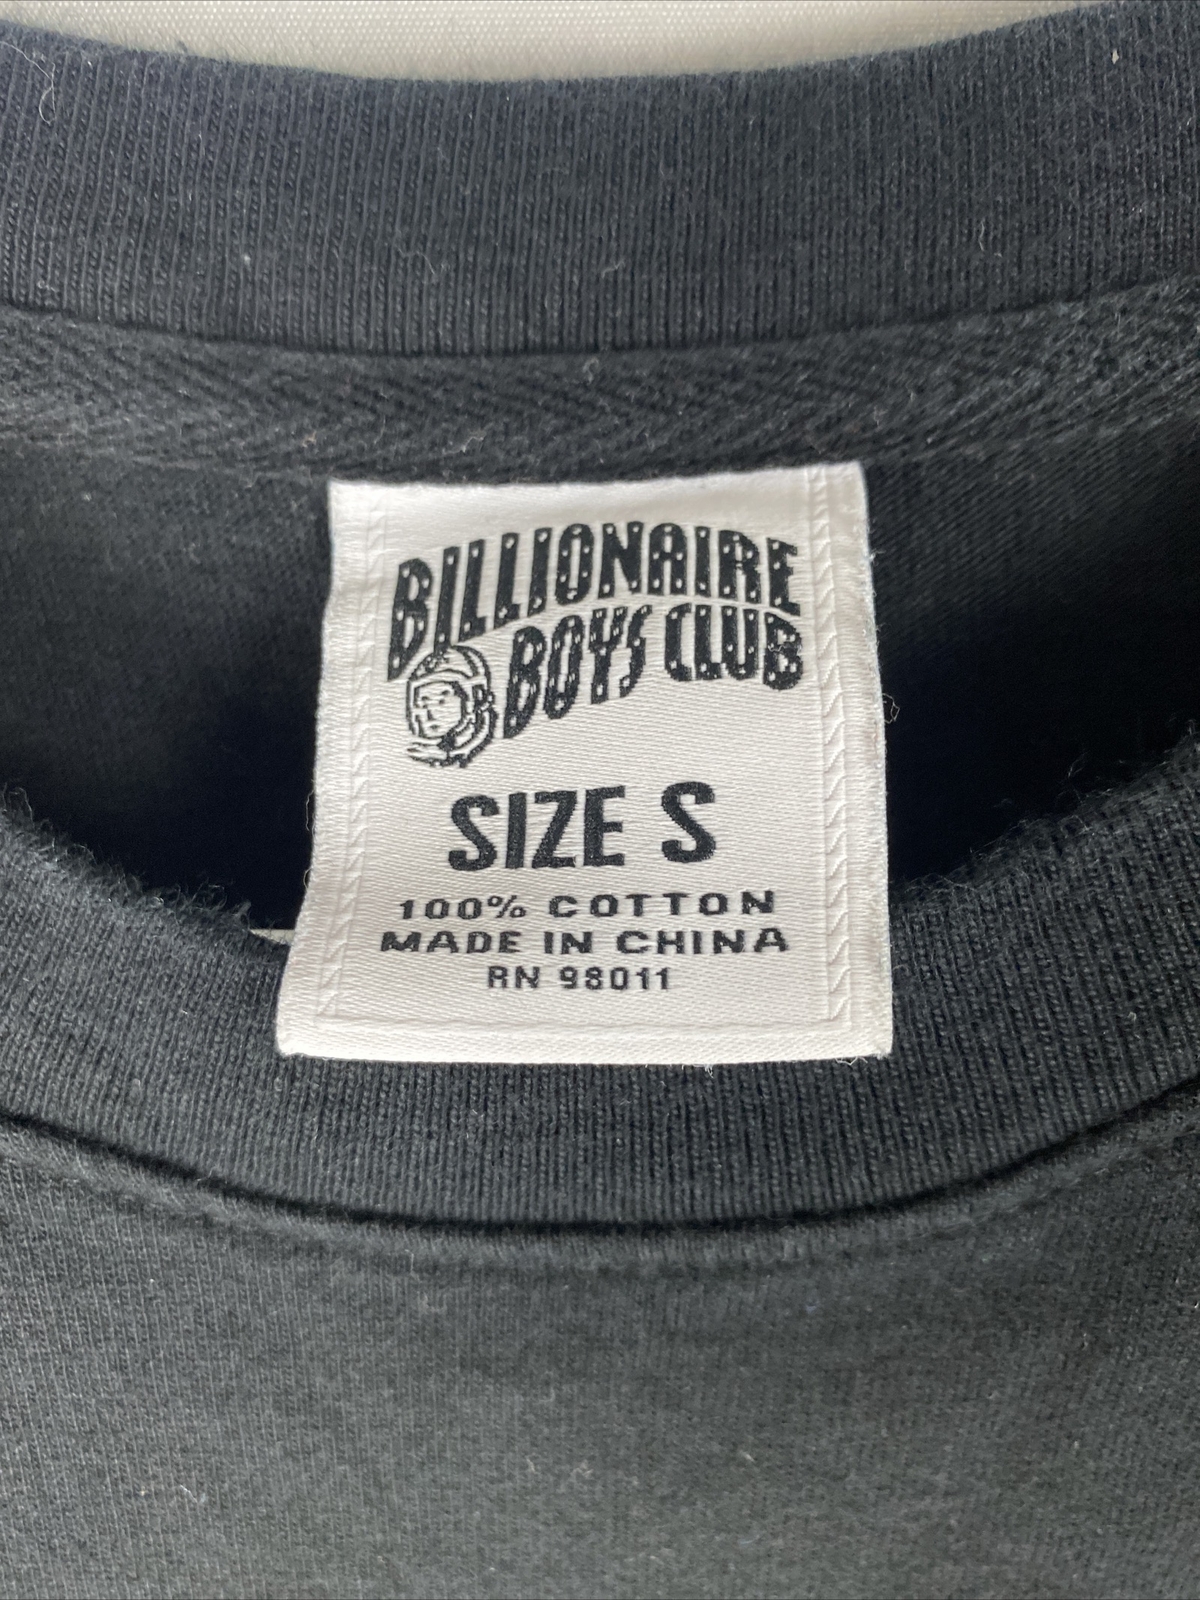 BILLIONAIRE
BOYS CLUB
SIZE S
100% COTTON
MADE IN CHINA
RN 98011